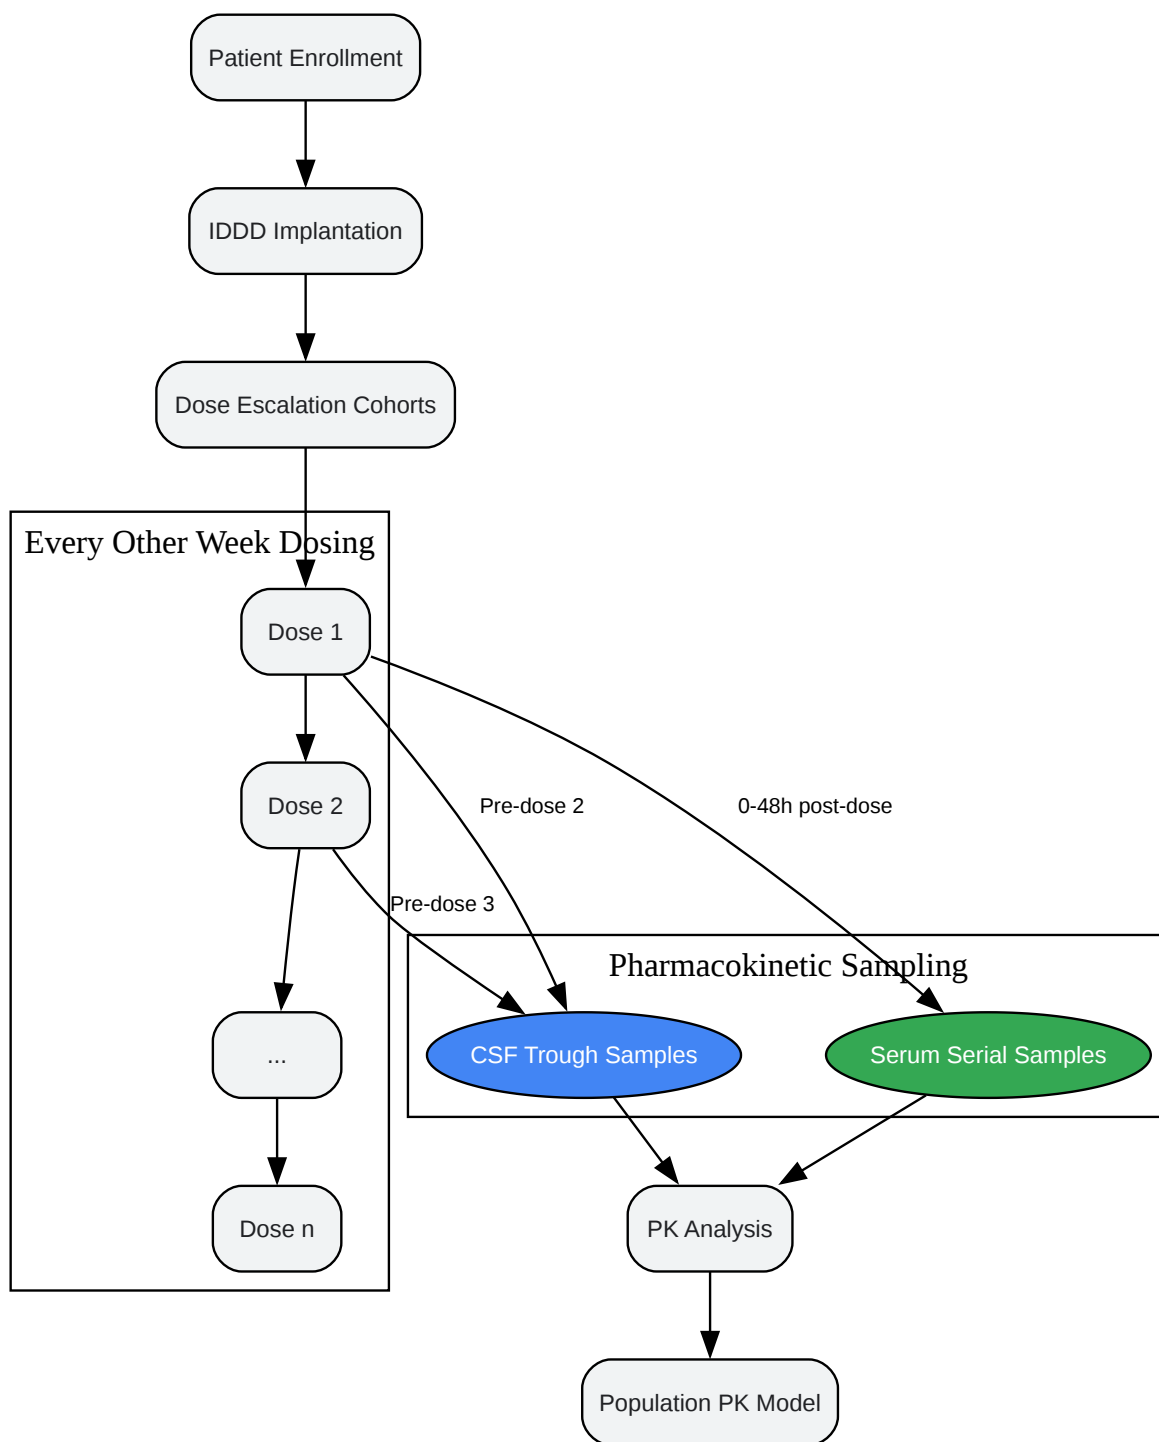 Patient Enrollment
IDDD Implantation
Dose Escalation Cohorts
Every Other Week Dosing
Dose 1
Dose 2
Pre-dose 2
0-48h post-dose
Pre-dose 3
Pharmacokinetic Sampling
...
CSF Trough Samples
Serum Serial Samples
Dose n
PK Analysis
Population PK Model